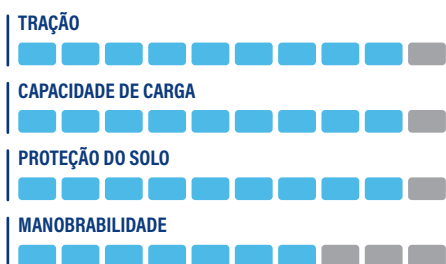 TRAÇÃO
CAPACIDADE DE CARGA
PROTEÇÃO DO SOLO
MANOBRABILIDADE